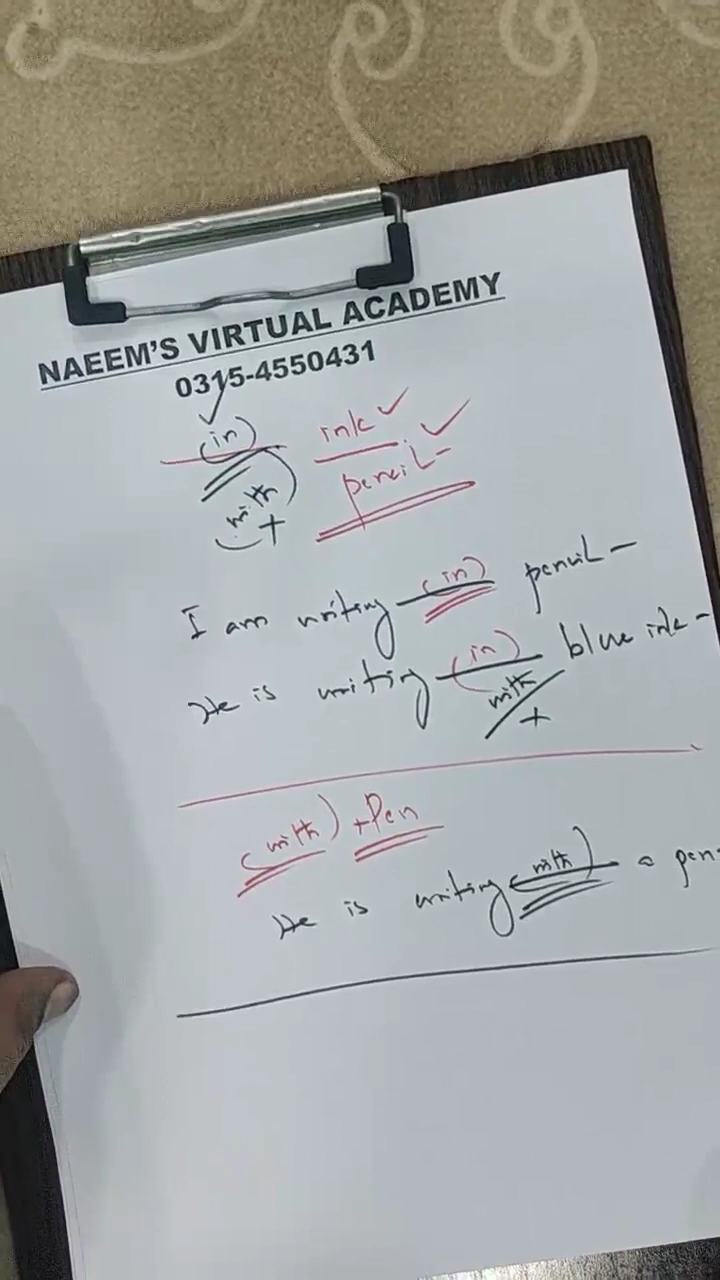 NAEEM'S VIRTUAL ACADEMY
0315-4550431
(in) ink ✓
(with) + pencil ✓
I am writing (in) pencil
He is writing (in) blue ink
with +
(with) + Pen
He is writing (with) a pen